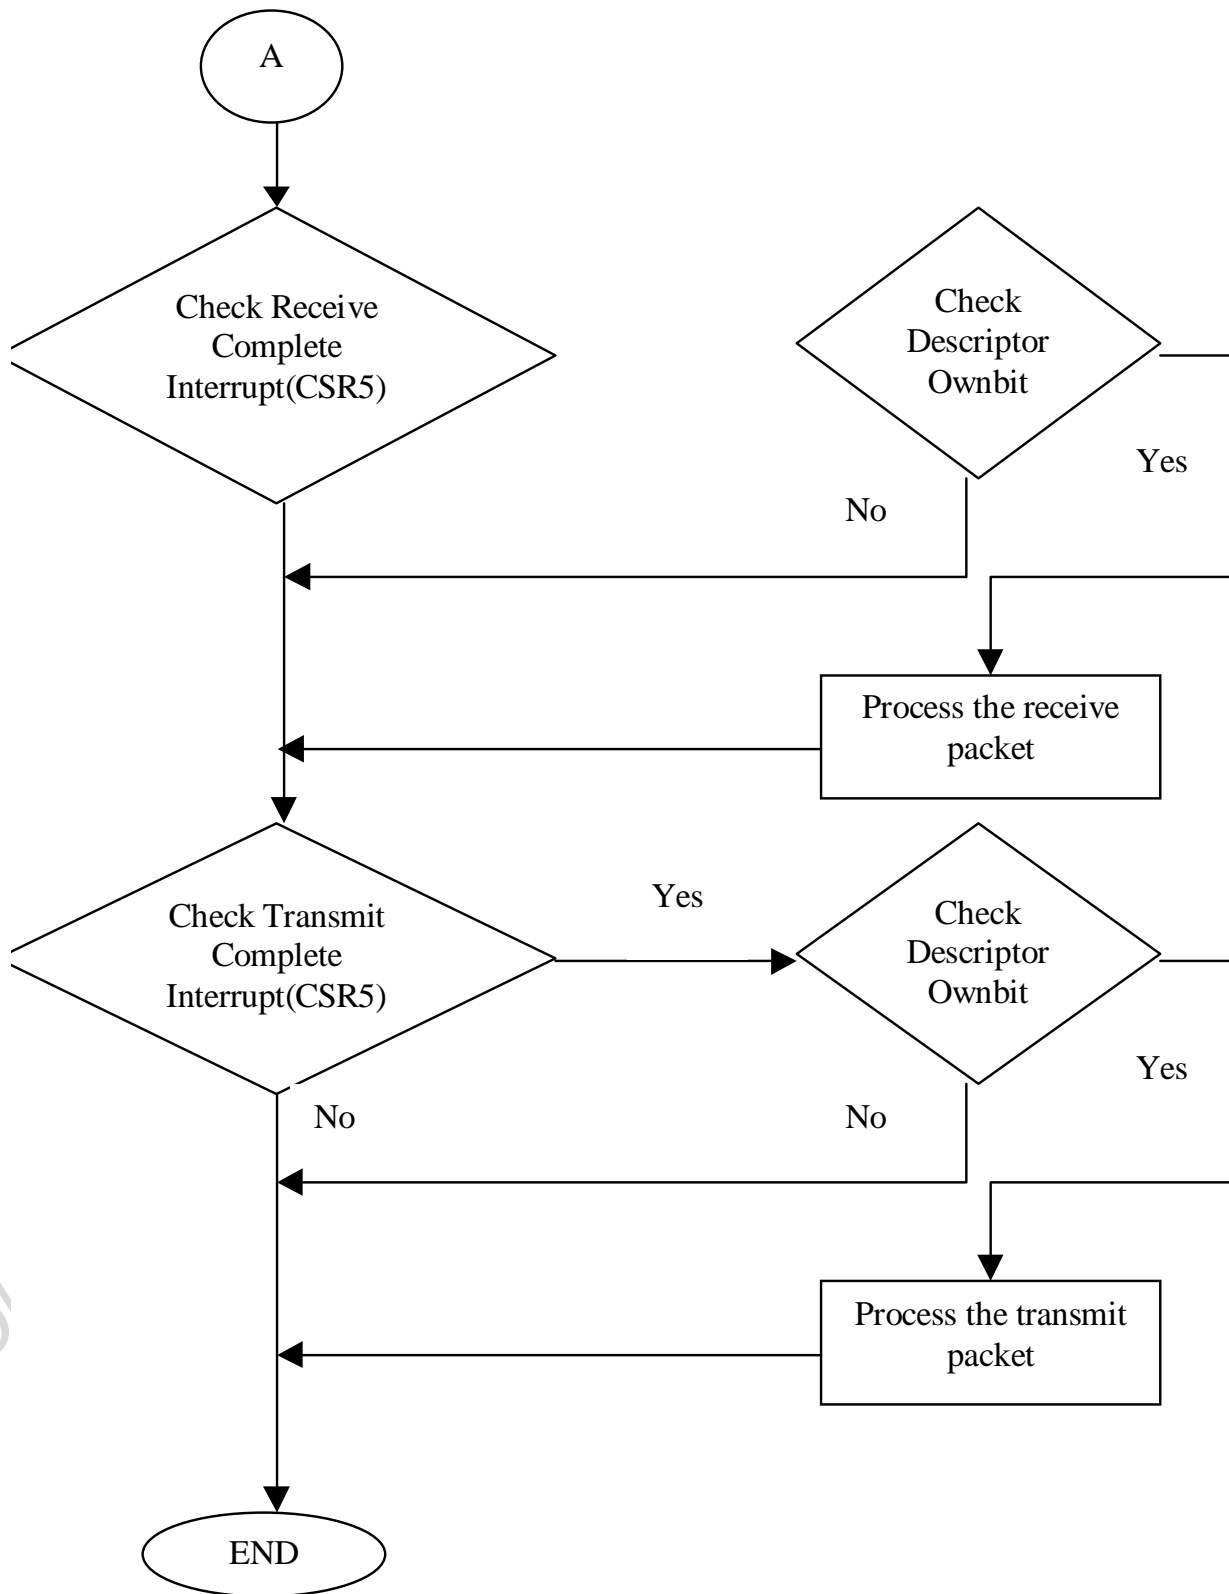 A
Check Receive
Complete
Interrupt(CSR5)
Check
Descriptor
Ownbit
Yes
No
Process the receive
packet
Check Transmit
Complete
Interrupt(CSR5)
Yes
Check
Descriptor
Ownbit
Yes
No
No
Process the transmit
packet
END